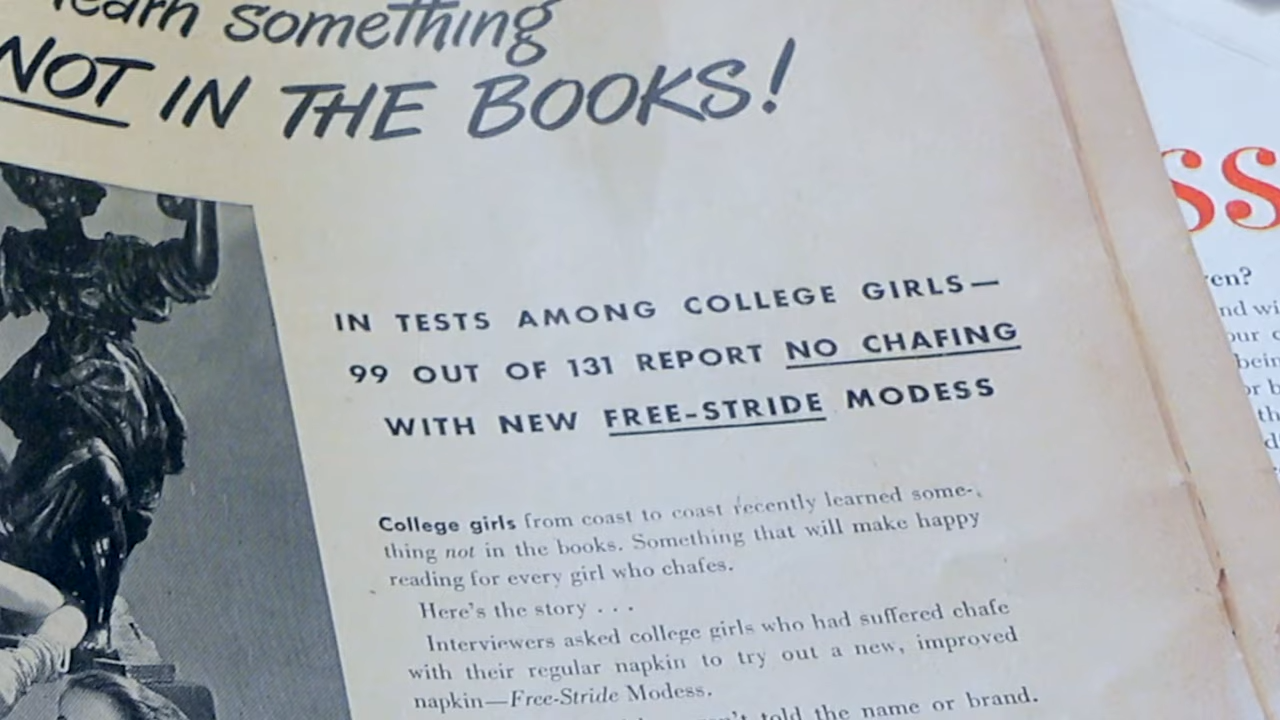 learn something
NOT IN THE BOOKS!
IN TESTS AMONG COLLEGE GIRLS—
99 OUT OF 131 REPORT NO CHAFING
WITH NEW FREE-STRIDE MODESS
College girls from coast to coast recently learned some-
thing not in the books. Something that will make happy
reading for every girl who chafes.
Here's the story . . .
Interviewers asked college girls who had suffered chafe
with their regular napkin to try out a new, improved
napkin—Free-Stride Modess.
told the name or brand.
SS